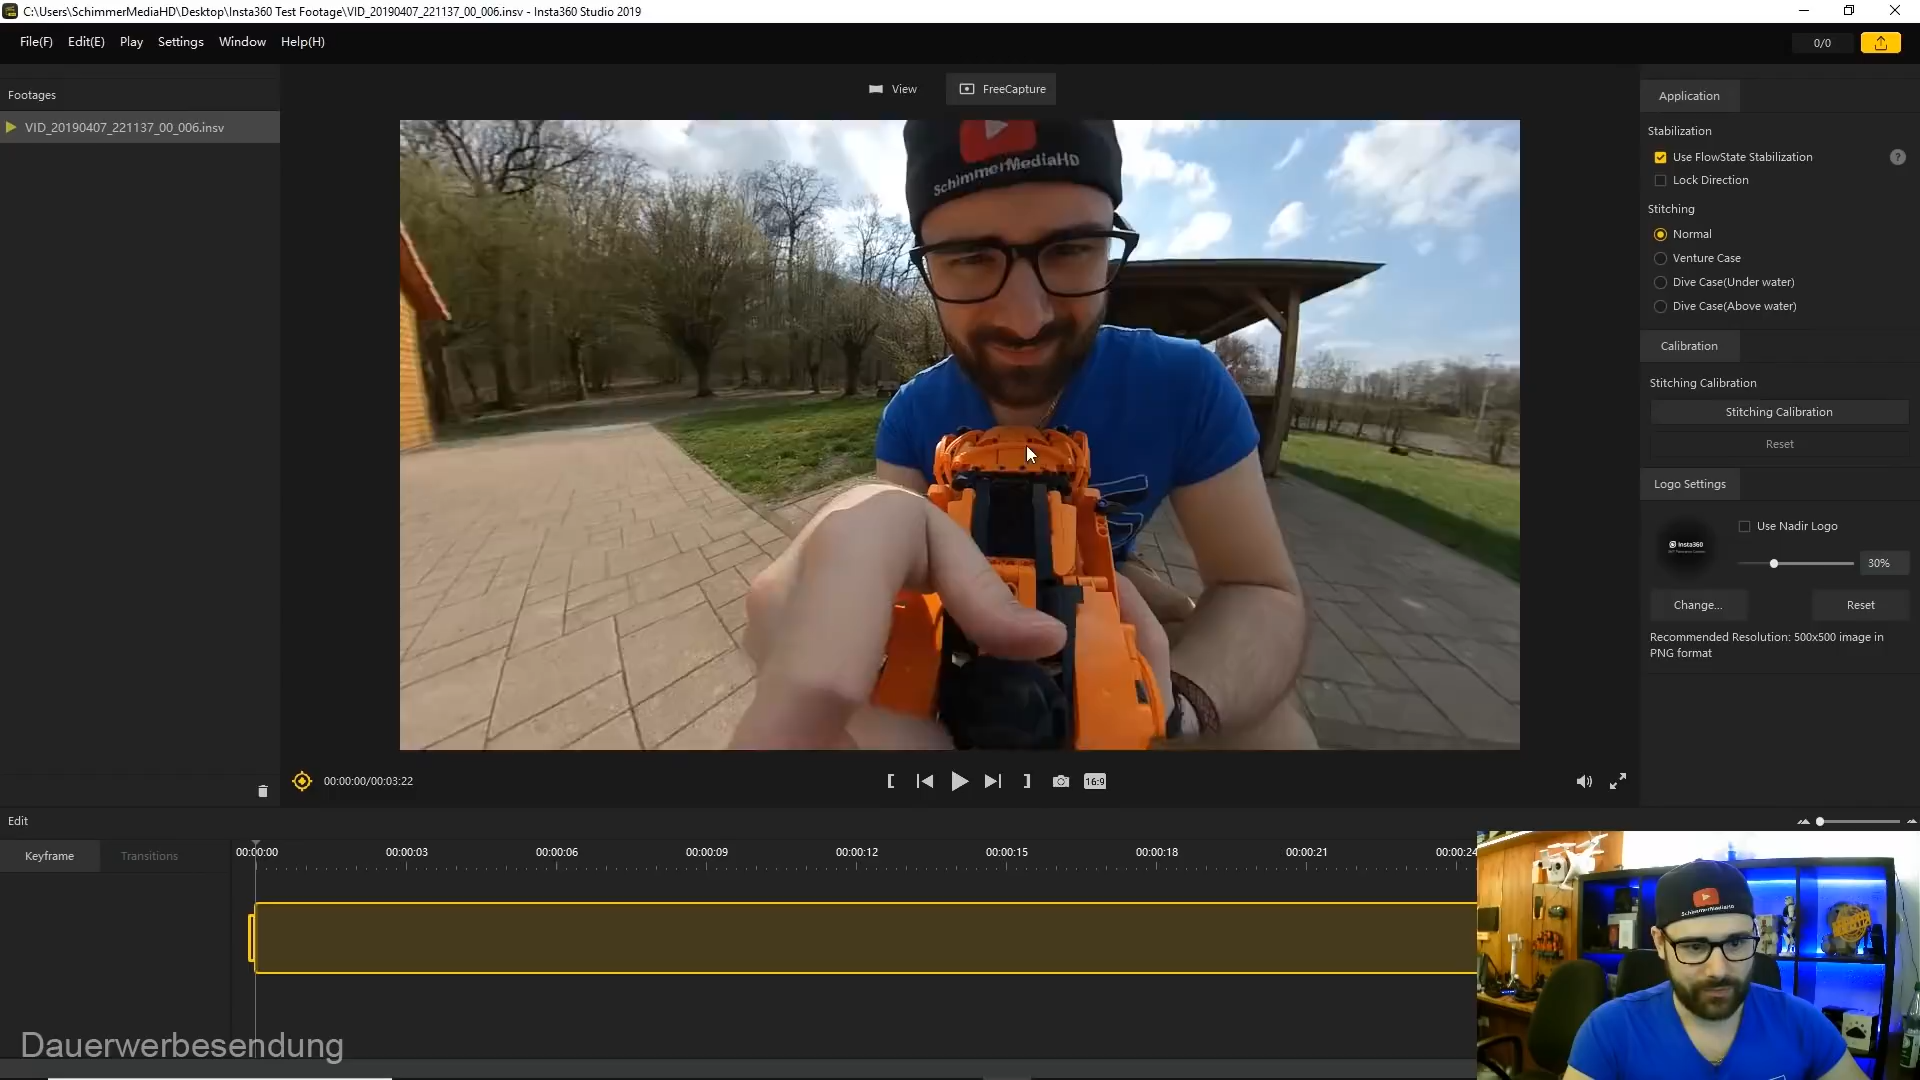 C:\Users\SchimmerMediaHD\Desktop\Insta360 Test Footage\VID_20190407_221137_00_006.insv - Insta360 Studio 2019
File(F) Edit(E) Play Settings Window Help(H)
0/0
Footages
VID_20190407_221137_00_006.insv
View FreeCapture
SchimmerMediaHD
Application
Stabilization
Use FlowState Stabilization
?
Lock Direction
Stitching
Normal
Venture Case
Dive Case(Under water)
Dive Case(Above water)
Calibration
Stitching Calibration
Stitching Calibration
Reset
Logo Settings
Insta360
Use Nadir Logo
30%
Change... Reset
Recommended Resolution: 500x500 image in
PNG format
00:00:00/00:03:22
[ ] 16:9
Edit
Keyframe Transitions
00:00:00 00:00:03 00:00:06 00:00:09 00:00:12 00:00:15 00:00:18 00:00:21 00:00:24
SchimmerMediaHD
Dauerwerbesendung